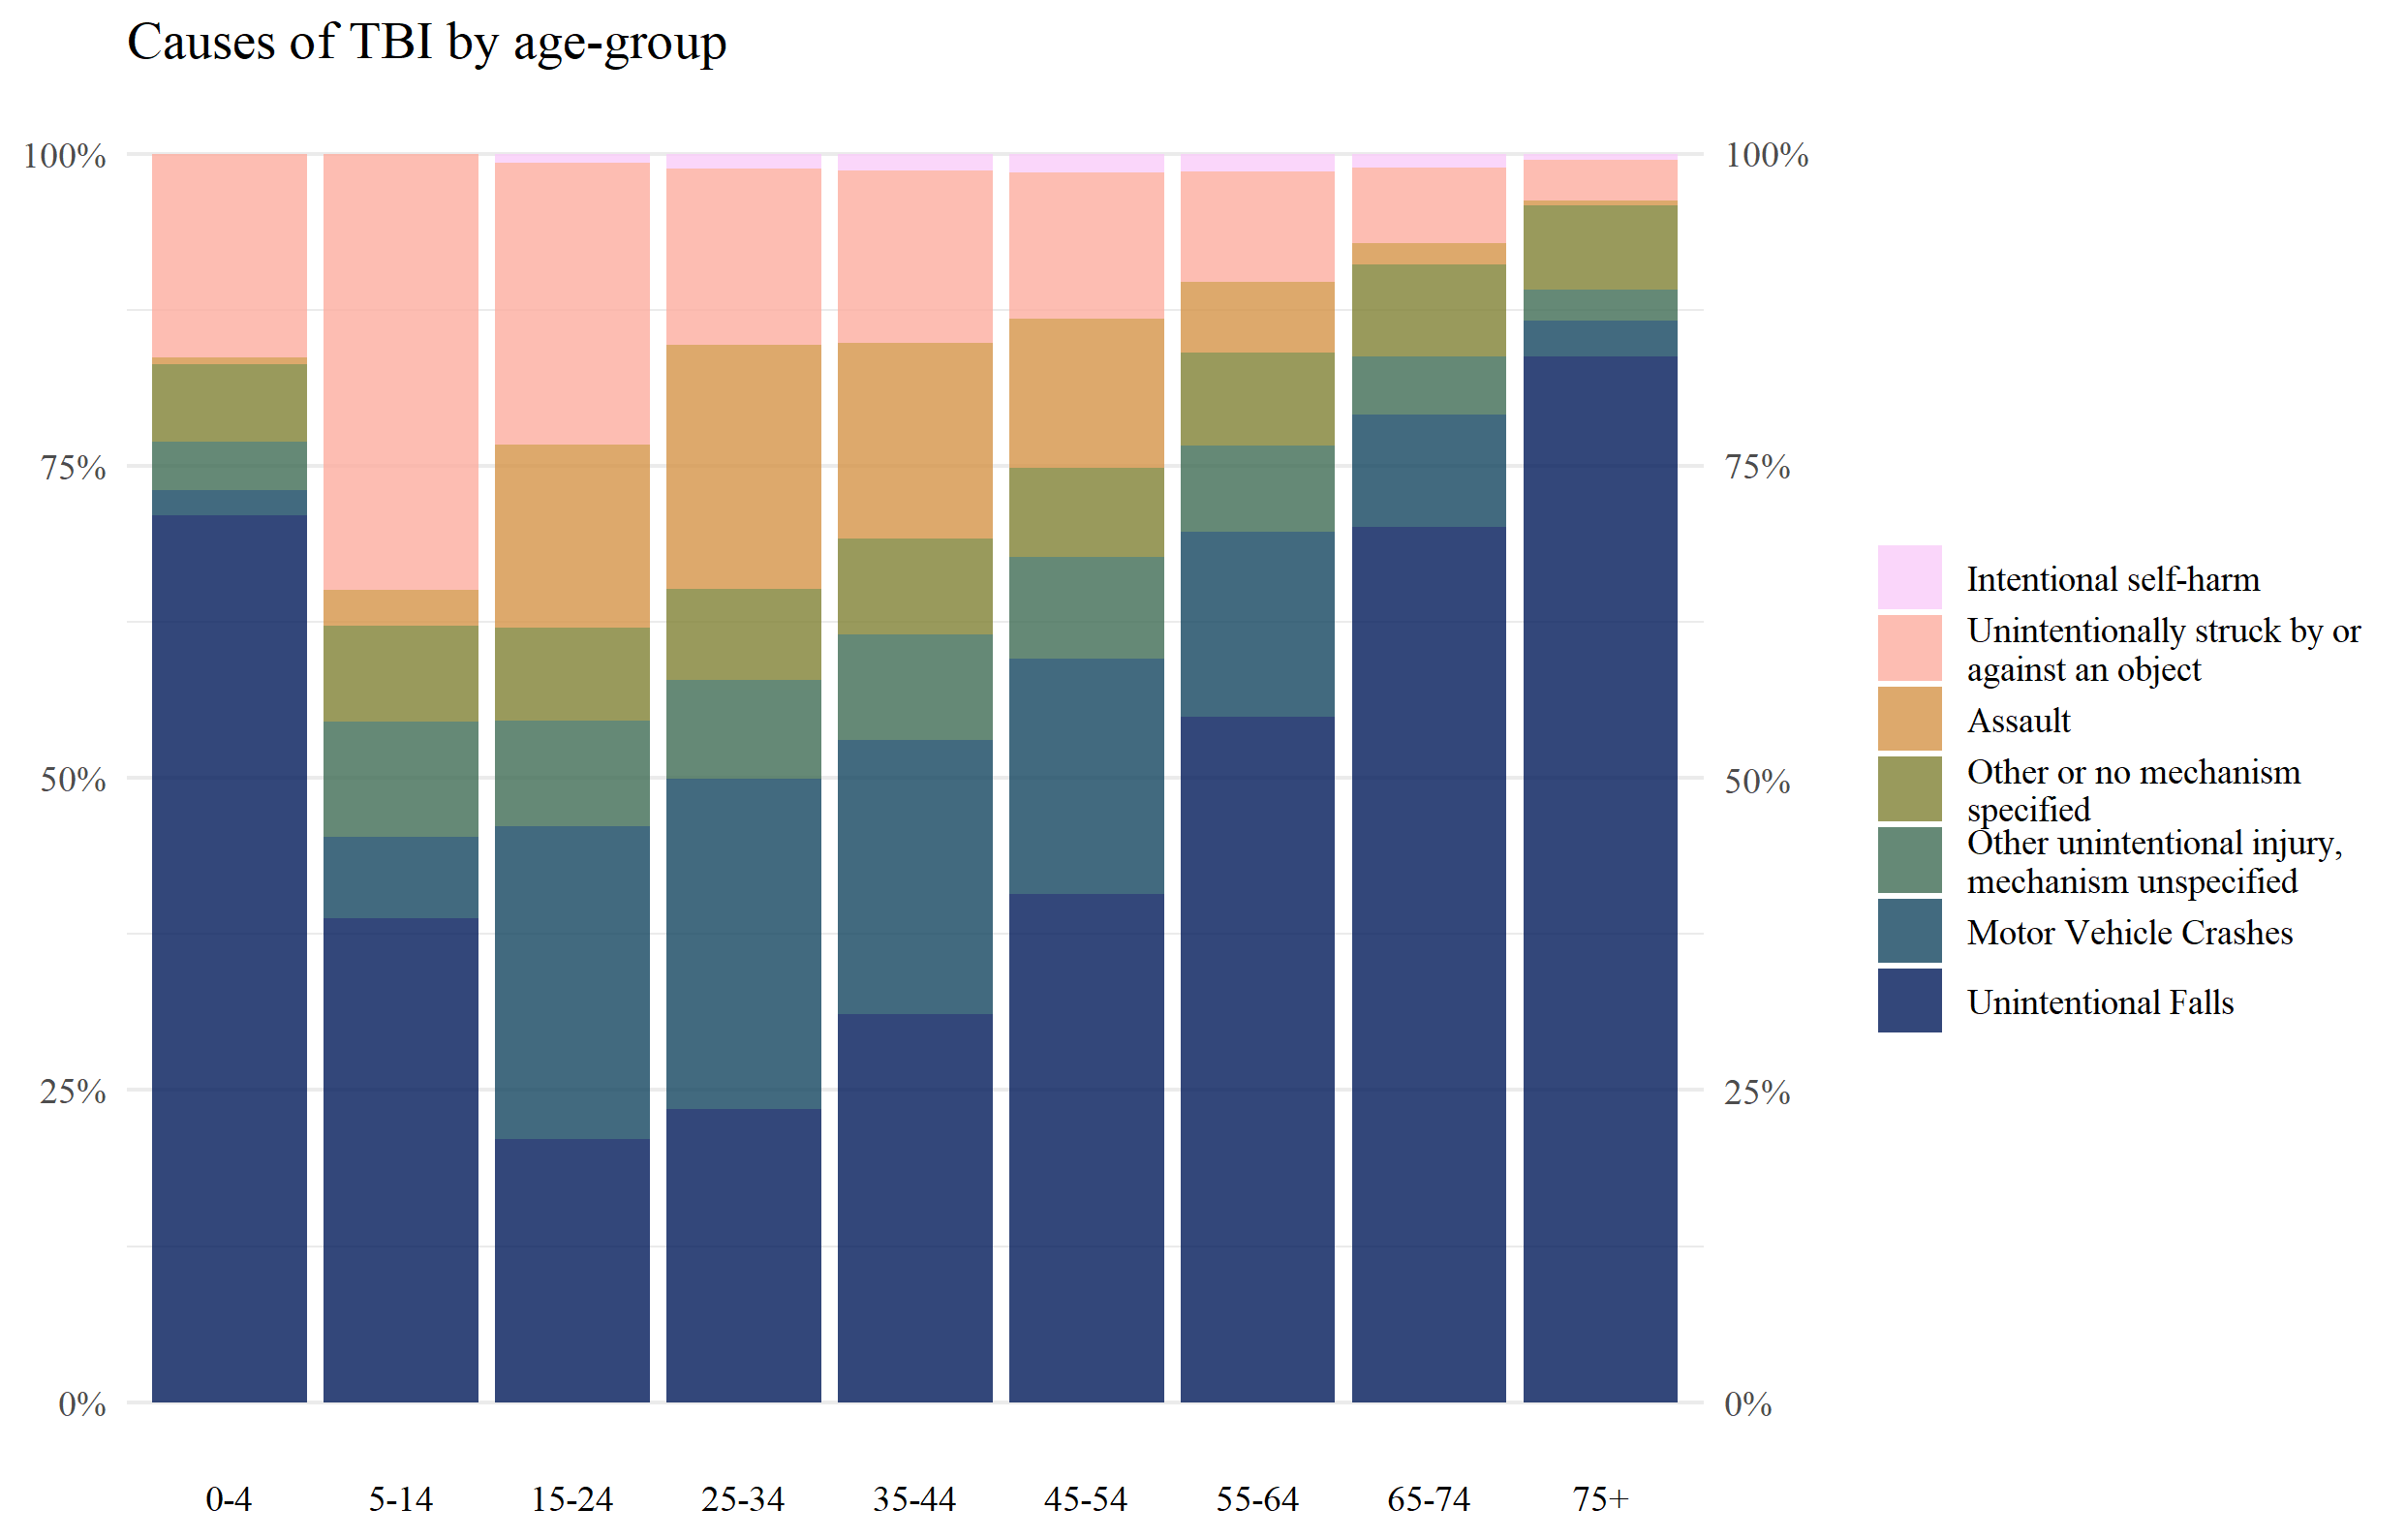 Causes of TBI by age-group
100%
75%
50%
25%
0%
100%
75%
50%
25%
0%
0-4
5-14
15-24
25-34
35-44
45-54
55-64
65-74
75+
Intentional self-harm
Unintentionally struck by or
against an object
Assault
Other or no mechanism
specified
Other unintentional injury,
mechanism unspecified
Motor Vehicle Crashes
Unintentional Falls